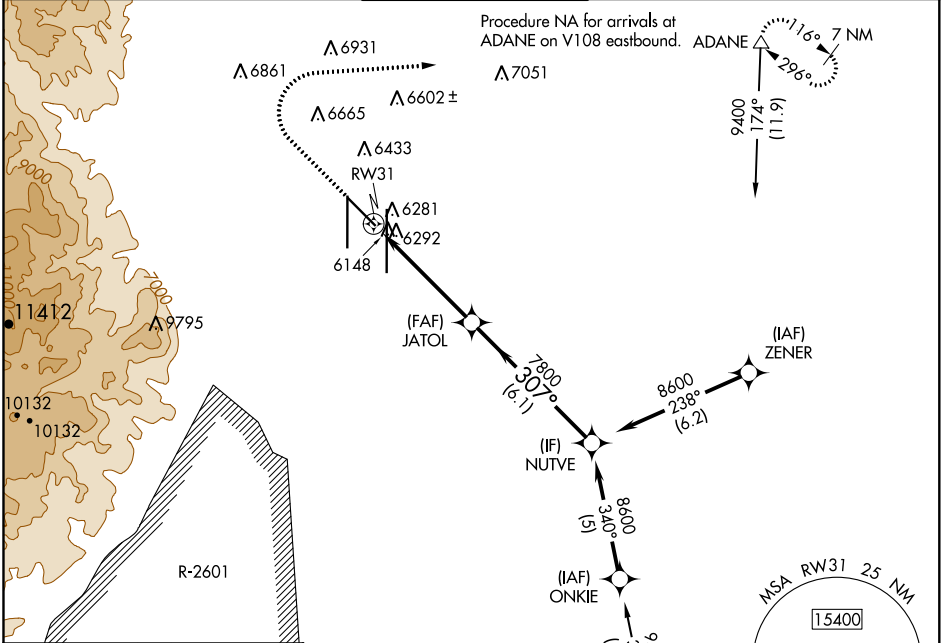 Procedure NA for arrivals at
ADANE on V108 eastbound.
ADANE
116°
7 NM
296°
9400
174°
(11.9)
6931
6861
7051
6602±
6665
6433
RW31
6281
6292
6148
9000
7000
11412
9795
10132
10132
(FAF)
JATOL
7800
307°
(6.1)
(IAF)
ZENER
8600
238°
(6.2)
(IF)
NUTVE
8600
340°
(5)
(IAF)
ONKIE
R-2601
MSA RW31 25 NM
15400